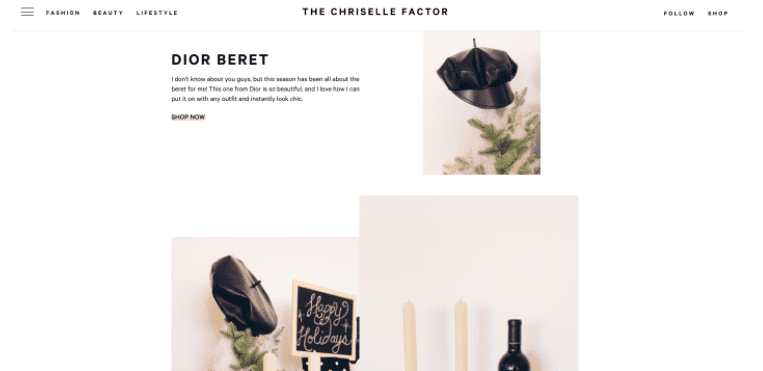 FASHION BEAUTY LIFESTYLE THE CHRISELLE FACTOR FOLLOW SHOP
DIOR BERET
I don't know about you guys, but this season has been all about the
beret for me! This one from Dior is so beautiful, and I love how I can
put it on with any outfit and instantly look chic.
SHOP NOW
Happy
Holidays